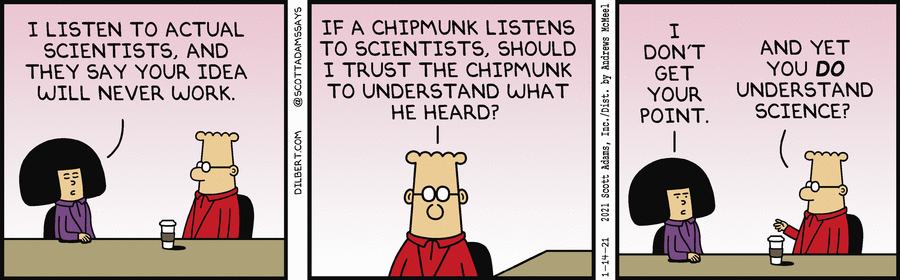 I LISTEN TO ACTUAL
SCIENTISTS, AND
THEY SAY YOUR IDEA
WILL NEVER WORK.
DILBERT.COM @SCOTTADAMSSAYS
IF A CHIPMUNK LISTENS
TO SCIENTISTS, SHOULD
I TRUST THE CHIPMUNK
TO UNDERSTAND WHAT
HE HEARD?
1-14-21 2021 Scott Adams, Inc./Dist. by Andrews McMeel
I
DON'T
GET
YOUR
POINT.
AND YET
YOU DO
UNDERSTAND
SCIENCE?